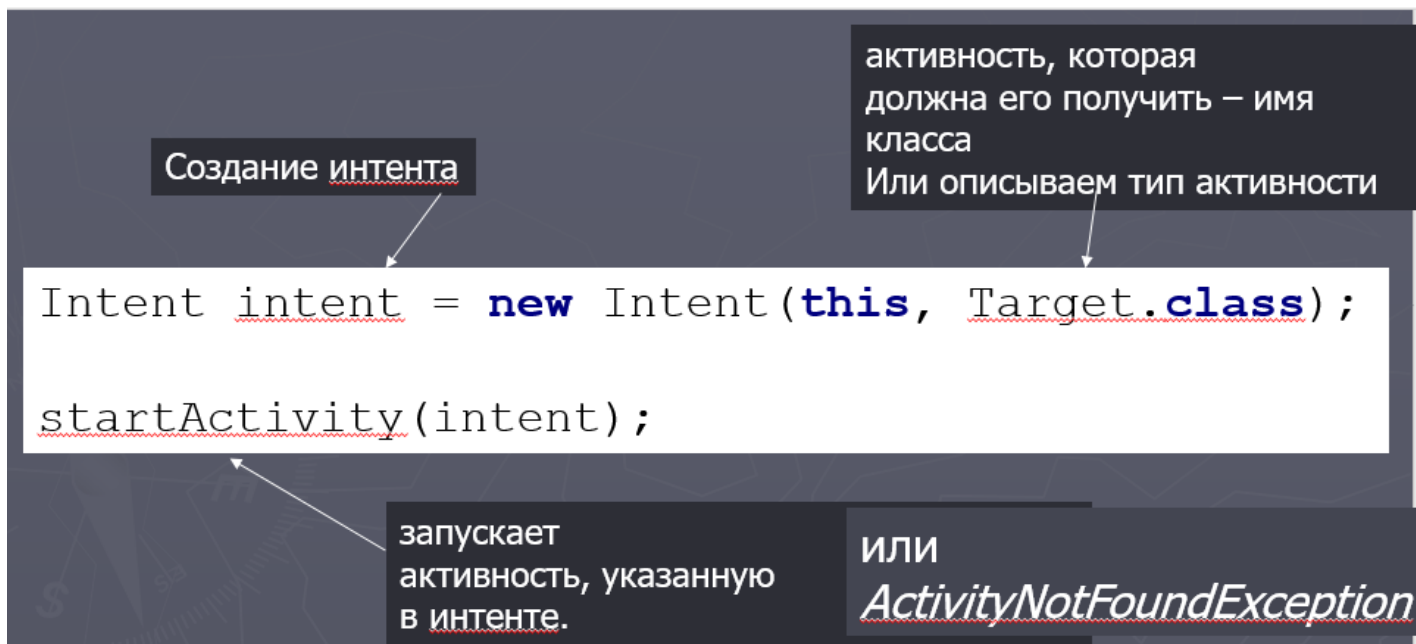 активность, которая
должна его получить – имя
класса
Или описываем тип активности
Создание интента
Intent intent = new Intent(this, Target.class);
startActivity(intent);
запускает
активность, указанную
в интенте.
или
ActivityNotFoundException